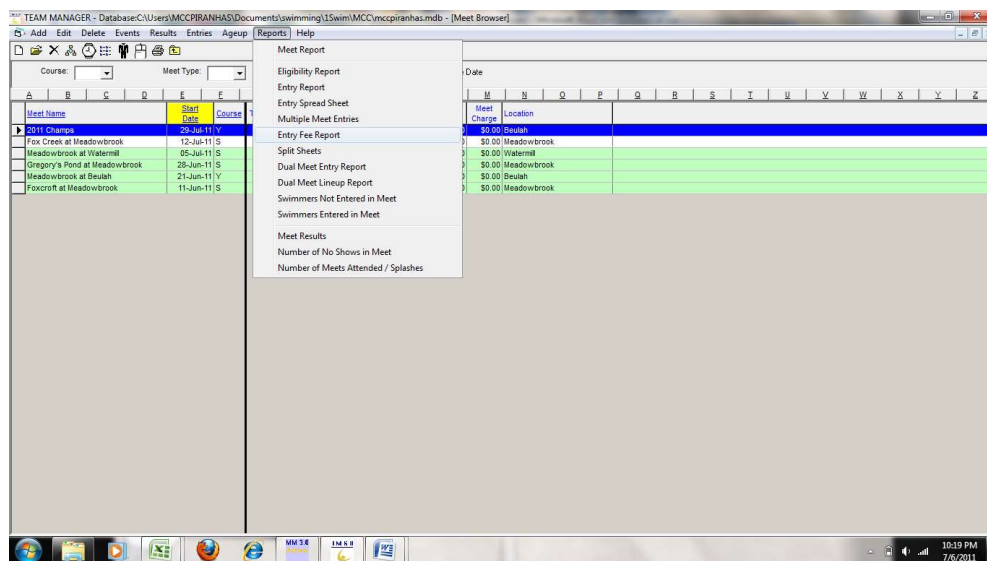 TEAM MANAGER - Database:C:\Users\MCCPIRANHAS\Documents\swimming\1Swim\MCC\mccpiranhas.mdb - [Meet Browser]
Add Edit Delete Events Results Entries Ageup Reports Help
Course: Meet Type: Date
A B C D E F M N O P Q R S T U V W X Y Z
Meet Name Start Date Course Meet Charge Location
2011 Champs 29-Jul-11 Y $0.00 Beulah
Fox Creek at Meadowbrook 12-Jul-11 S $0.00 Meadowbrook
Meadowbrook at Watermill 05-Jul-11 S $0.00 Watermill
Gregory's Pond at Meadowbrook 28-Jun-11 S $0.00 Meadowbrook
Meadowbrook at Beulah 21-Jun-11 Y $0.00 Beulah
Foxcroft at Meadowbrook 11-Jun-11 S $0.00 Meadowbrook
Meet Report
Eligibility Report
Entry Report
Entry Spread Sheet
Multiple Meet Entries
Entry Fee Report
Split Sheets
Dual Meet Entry Report
Dual Meet Lineup Report
Swimmers Not Entered in Meet
Swimmers Entered in Meet
Meet Results
Number of No Shows in Meet
Number of Meets Attended / Splashes
MM 3.0
10:19 PM
7/6/2011